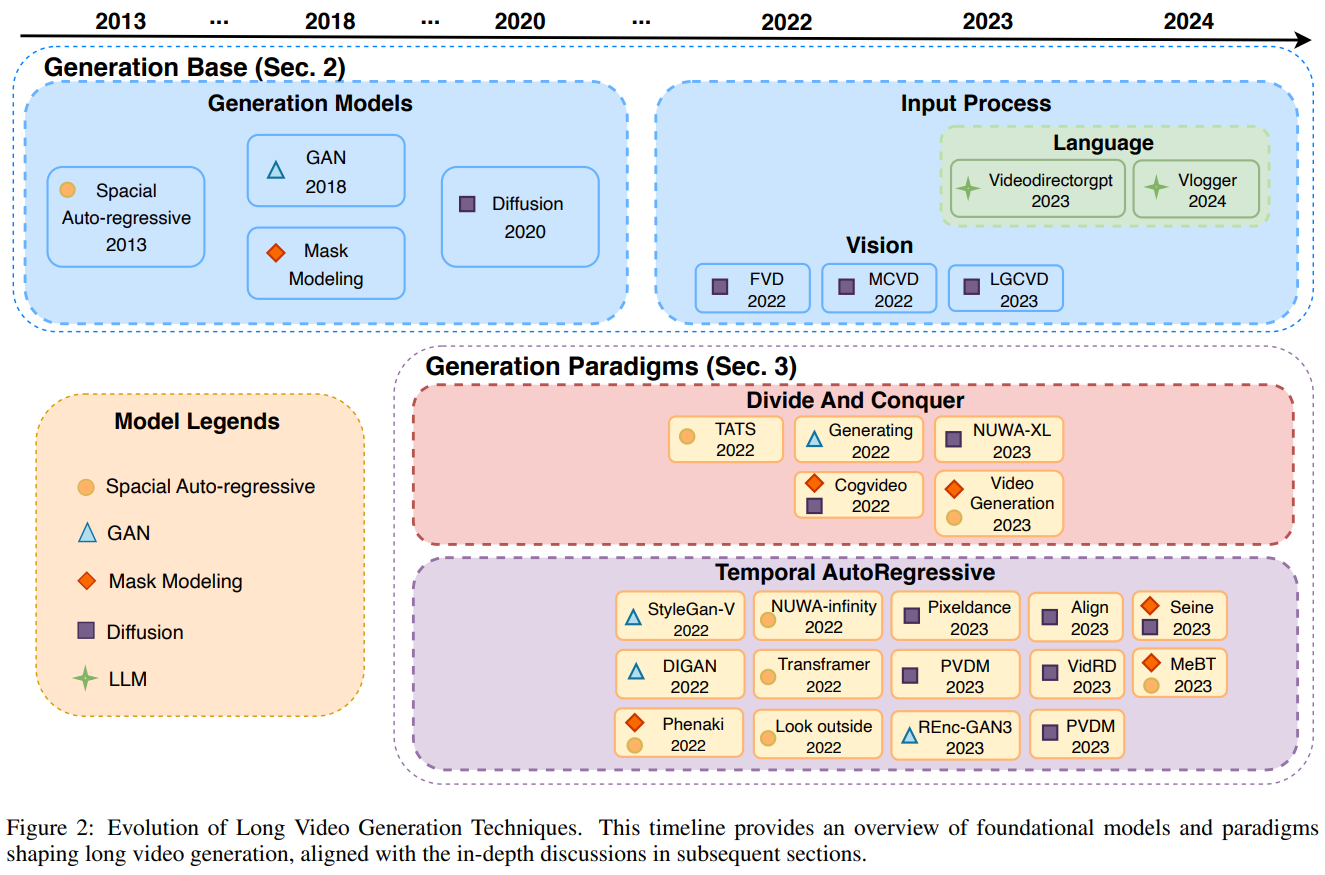 2013 ... 2018 ... 2020 ... 2022 2023 2024
Generation Base (Sec. 2)
Generation Models
Spacial
Auto-regressive
2013
GAN
2018
Mask
Modeling
Diffusion
2020
Input Process
Language
Videodirectorgpt
2023
Vlogger
2024
Vision
FVD
2022
MCVD
2022
LGCVD
2023
Model Legends
Spacial Auto-regressive
GAN
Mask Modeling
Diffusion
LLM
Generation Paradigms (Sec. 3)
Divide And Conquer
TATS
2022
Generating
2022
NUWA-XL
2023
Cogvideo
2022
Video
Generation
2023
Temporal AutoRegressive
StyleGan-V
2022
NUWA-infinity
2022
Pixeldance
2023
Align
2023
Seine
2023
DIGAN
2022
Transframer
2022
PVDM
2023
VidRD
2023
MeBT
2023
Phenaki
2022
Look outside
2022
REnc-GAN3
2023
PVDM
2023
Figure 2: Evolution of Long Video Generation Techniques. This timeline provides an overview of foundational models and paradigms
shaping long video generation, aligned with the in-depth discussions in subsequent sections.